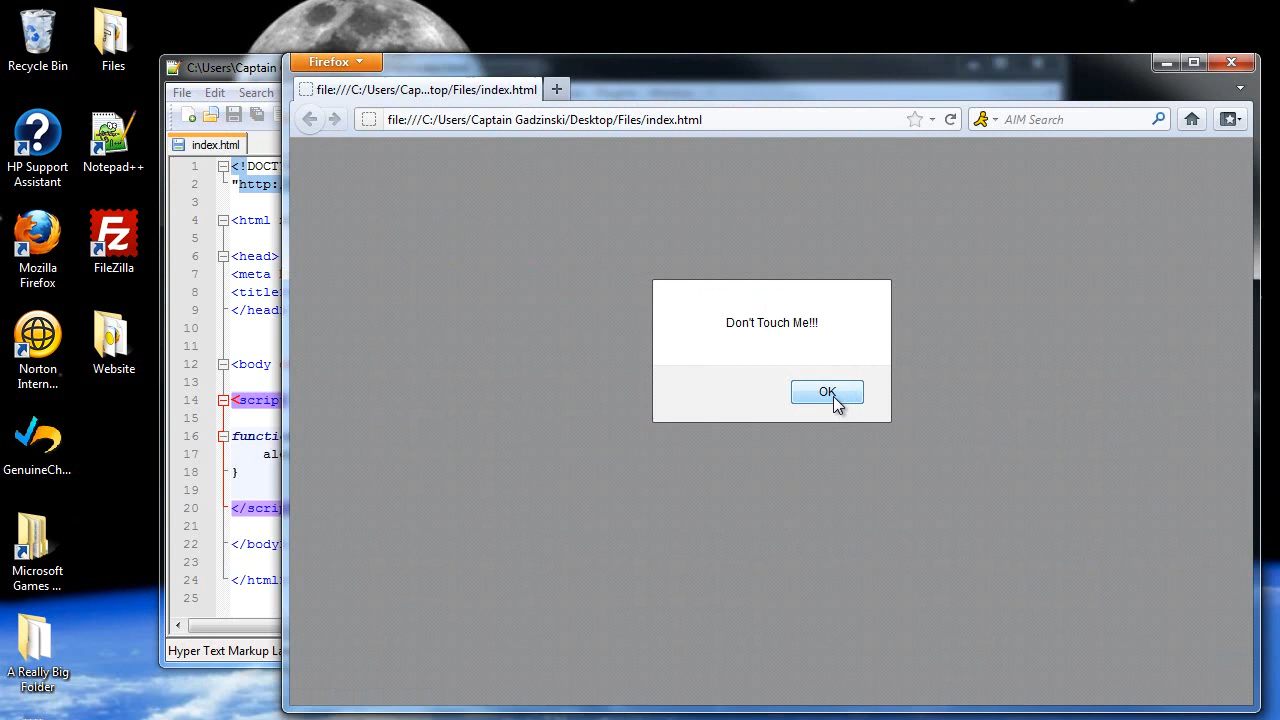 Recycle Bin
Files
HP Support
Assistant
Notepad++
Mozilla
Firefox
FileZilla
Norton
Intern...
Website
GenuineCh...
Microsoft
Games ...
A Really Big
Folder
C:\Users\Captain
File Edit Search
index.html
1 <!DOCT
2 "http:
3
4 <html
5
6 <head>
7 <meta
8 <title
9 </head
10
11
12 <body
13
14 <scrip
15
16 functi
17 ale
18 }
19
20 </scri
21
22 </body
23
24 </html
25
Hyper Text Markup La
Firefox
file:///C:/Users/Cap...top/Files/index.html
file:///C:/Users/Captain Gadzinski/Desktop/Files/index.html
AIM Search
Don't Touch Me!!!
OK